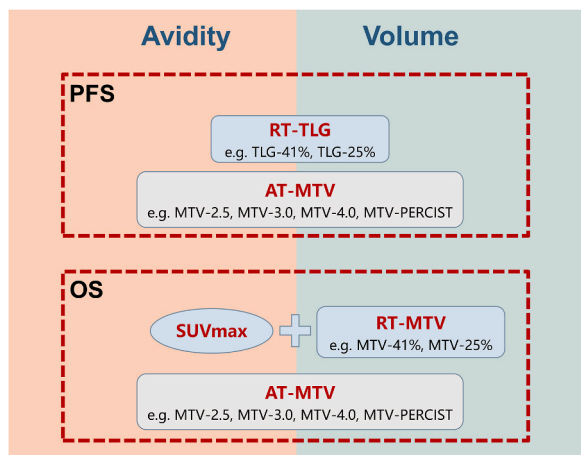 Avidity Volume
PFS
RT-TLG
e.g. TLG-41%, TLG-25%
AT-MTV
e.g. MTV-2.5, MTV-3.0, MTV-4.0, MTV-PERCIST
OS
SUVmax
RT-MTV
e.g. MTV-41%, MTV-25%
AT-MTV
e.g. MTV-2.5, MTV-3.0, MTV-4.0, MTV-PERCIST